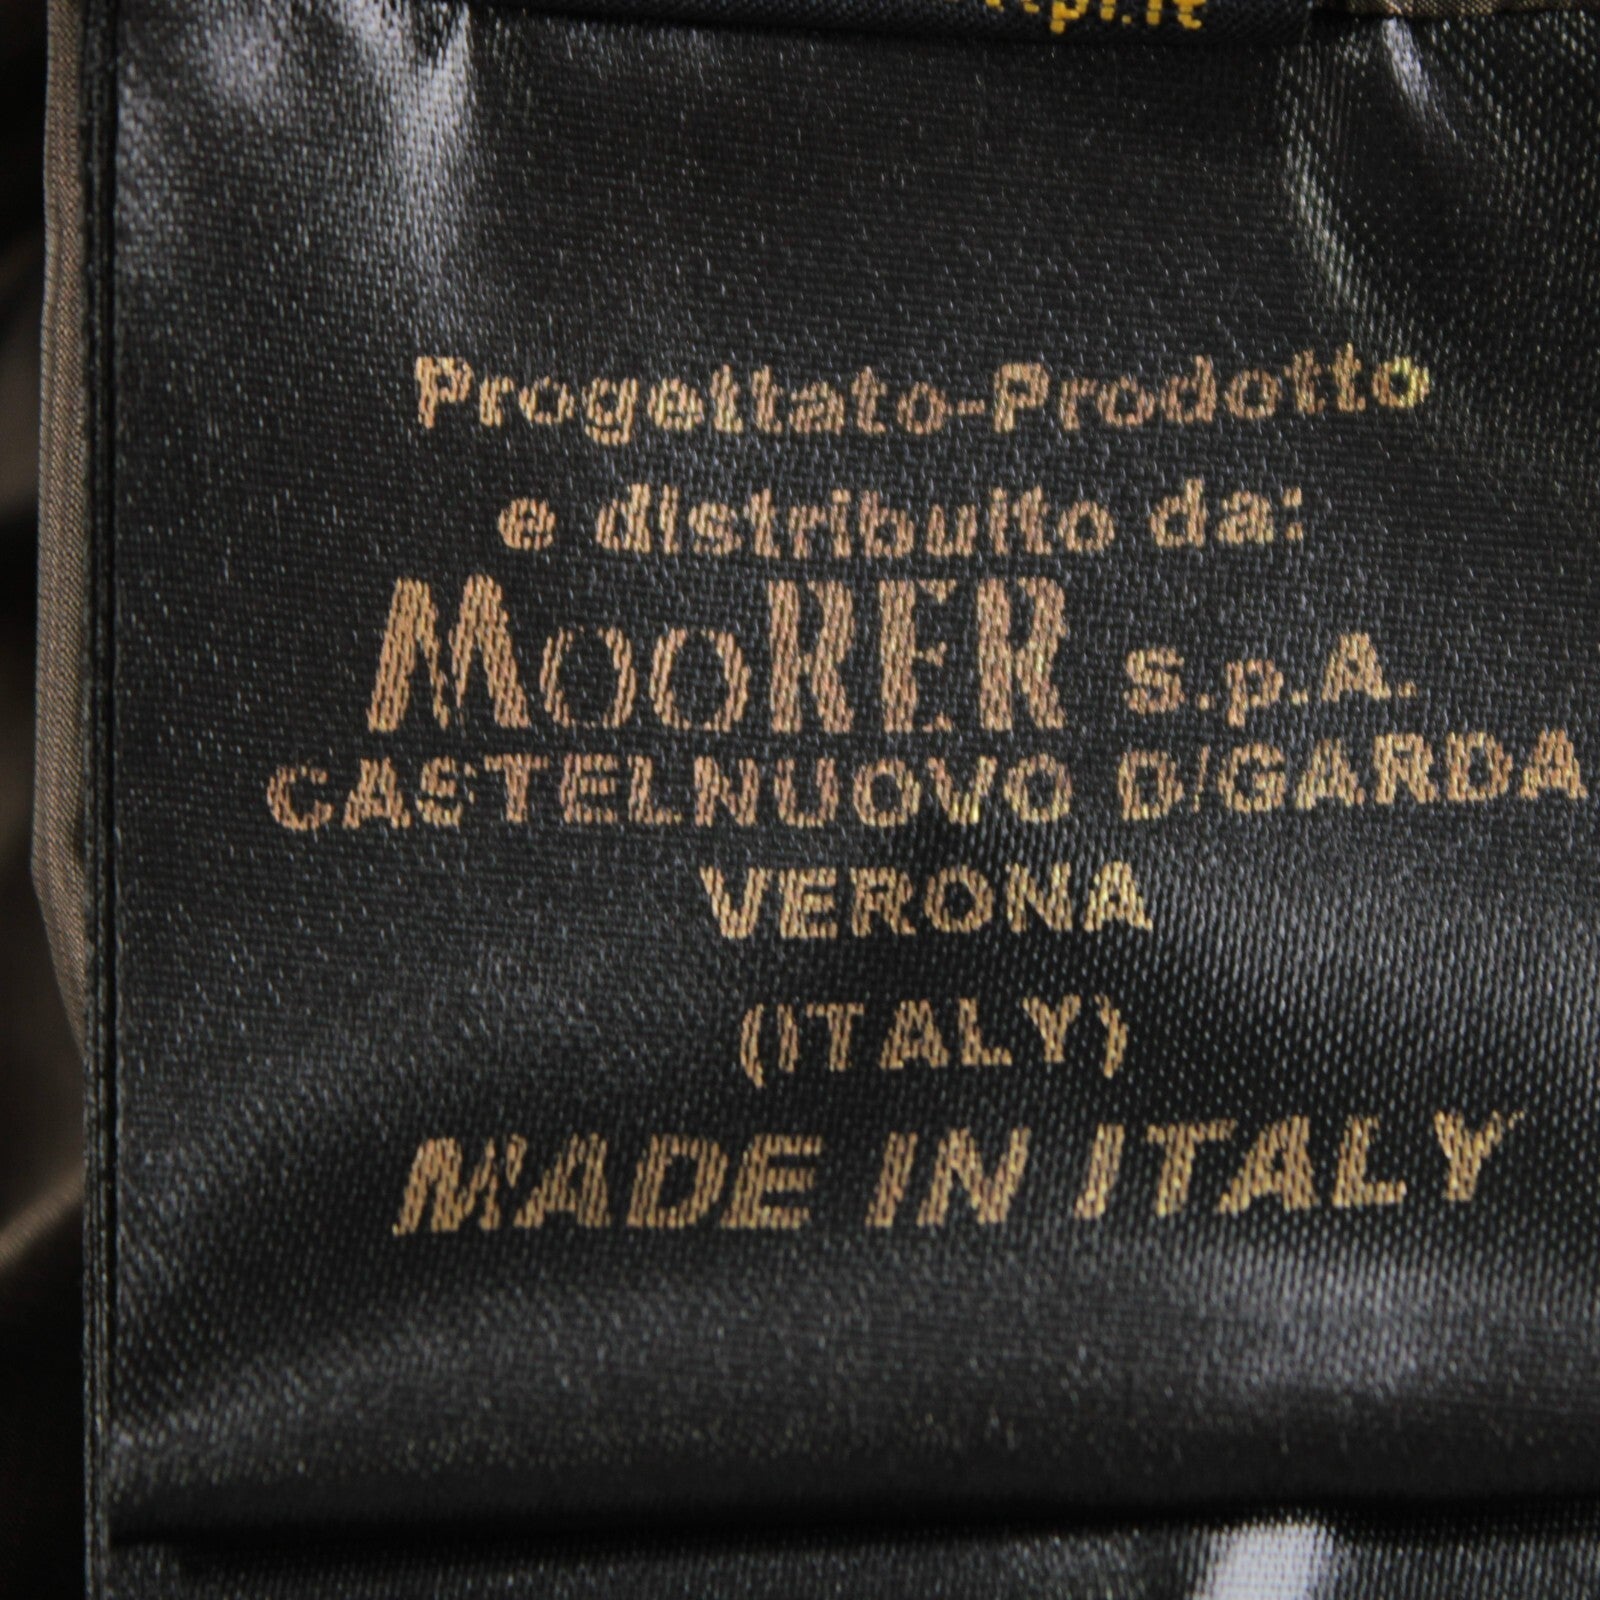 Progettato-Prodotto
e distribuito da:
MooRER s.p.A.
CASTELNUOVO D/GARDA
VERONA
(ITALY)
MADE IN ITALY